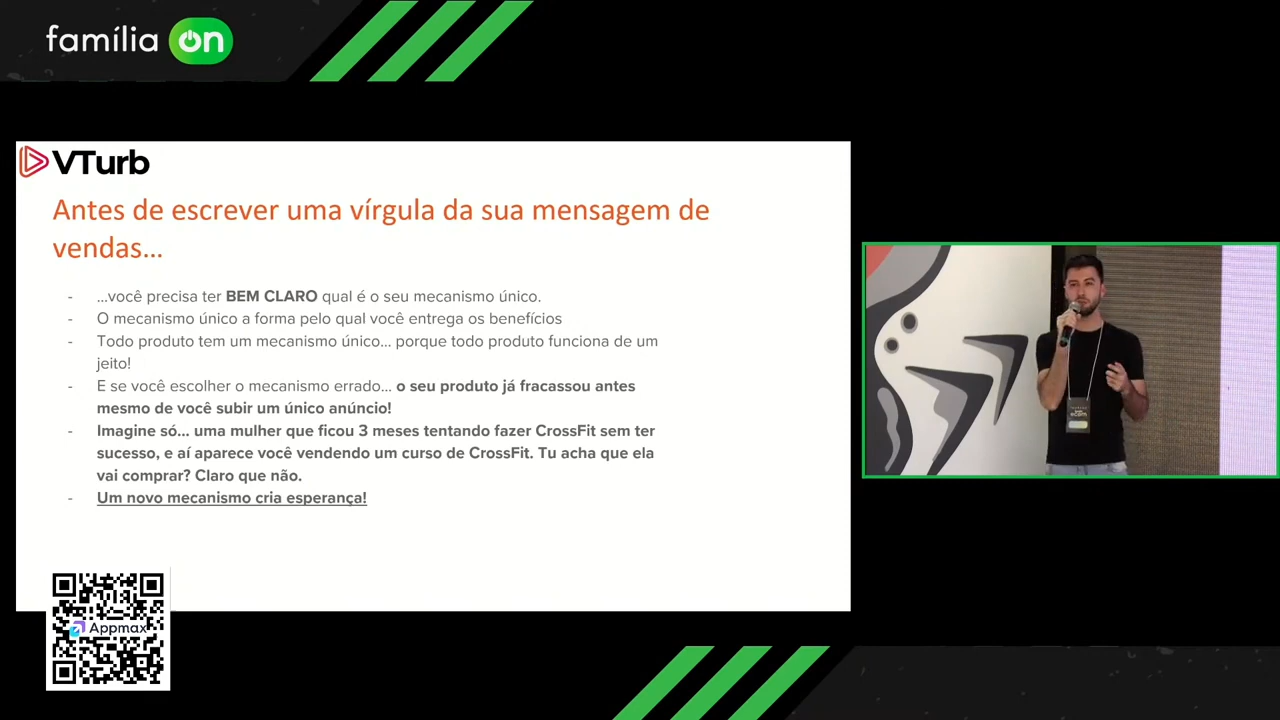 família on
VTurb
Antes de escrever uma vírgula da sua mensagem de
vendas...
- ...você precisa ter BEM CLARO qual é o seu mecanismo único.
- O mecanismo único a forma pelo qual você entrega os benefícios
- Todo produto tem um mecanismo único... porque todo produto funciona de um
jeito!
- E se você escolher o mecanismo errado... o seu produto já fracassou antes
mesmo de você subir um único anúncio!
- Imagine só... uma mulher que ficou 3 meses tentando fazer CrossFit sem ter
sucesso, e aí aparece você vendendo um curso de CrossFit. Tu acha que ela
vai comprar? Claro que não.
- Um novo mecanismo cria esperança!
Appmax